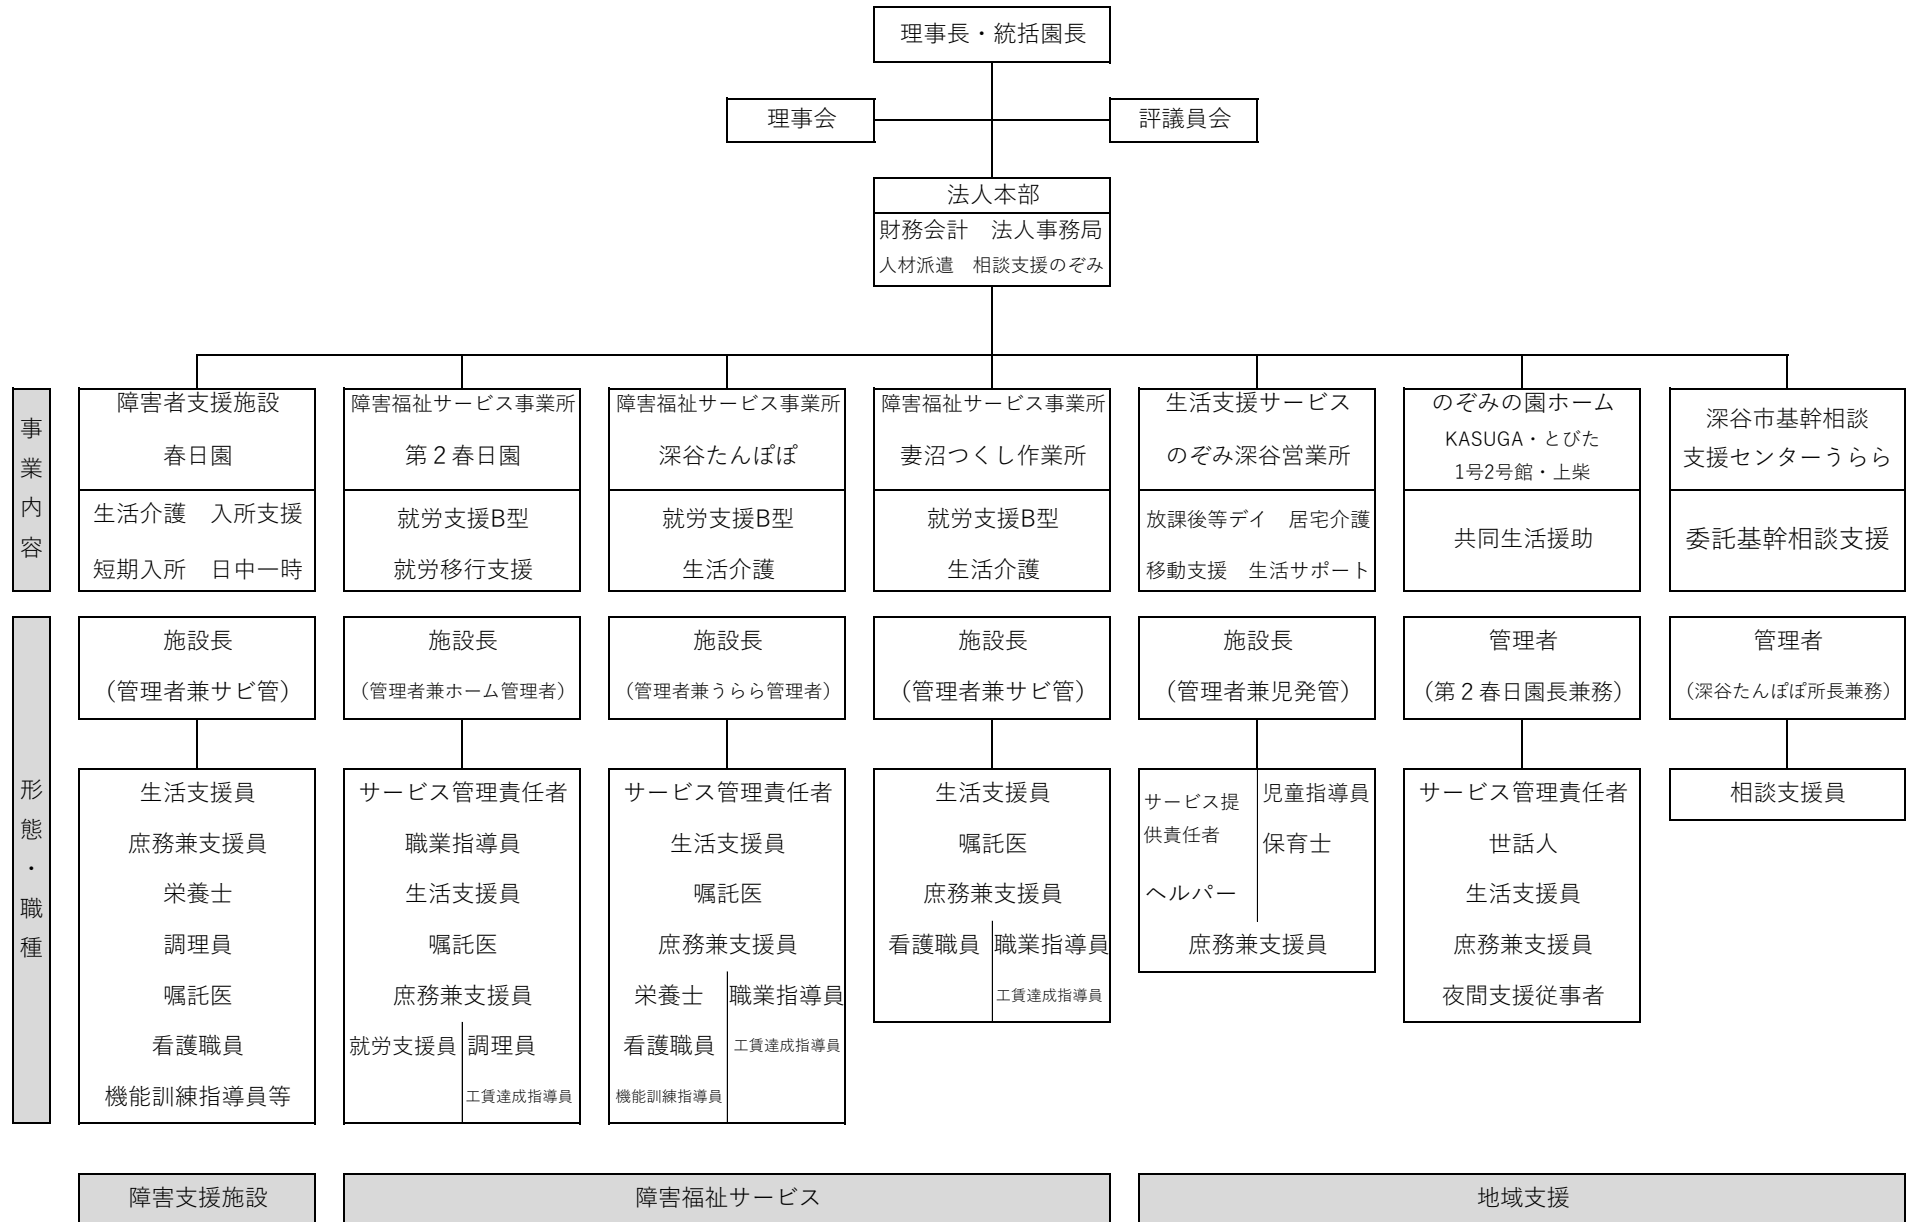 理事長・統括園長
理事会
評議員会
法人本部
財務会計　法人事務局
人材派遣　相談支援のぞみ
事業内容
障害者支援施設
春日園
生活介護　入所支援
短期入所　日中一時
障害福祉サービス事業所
第２春日園
就労支援B型
就労移行支援
障害福祉サービス事業所
深谷たんぽぽ
就労支援B型
生活介護
障害福祉サービス事業所
妻沼つくし作業所
就労支援B型
生活介護
生活支援サービス
のぞみ深谷営業所
放課後等デイ　居宅介護
移動支援　生活サポート
のぞみの園ホーム
KASUGA・とびた
1号2号館・上柴
共同生活援助
深谷市基幹相談
支援センターうらら
委託基幹相談支援
形態・職種
施設長
（管理者兼サビ管）
生活支援員
庶務兼支援員
栄養士
調理員
嘱託医
看護職員
機能訓練指導員等
施設長
（管理者兼ホーム管理者）
サービス管理責任者
職業指導員
生活支援員
嘱託医
庶務兼支援員
就労支援員
調理員
工賃達成指導員
施設長
（管理者兼うらら管理者）
サービス管理責任者
生活支援員
嘱託医
庶務兼支援員
栄養士
看護職員
機能訓練指導員
職業指導員
工賃達成指導員
施設長
（管理者兼サビ管）
生活支援員
嘱託医
庶務兼支援員
看護職員
職業指導員
工賃達成指導員
施設長
（管理者兼児発管）
サービス提
供責任者
ヘルパー
児童指導員
保育士
庶務兼支援員
管理者
（第２春日園長兼務）
サービス管理責任者
世話人
生活支援員
庶務兼支援員
夜間支援従事者
管理者
（深谷たんぽぽ所長兼務）
相談支援員
障害支援施設
障害福祉サービス
地域支援